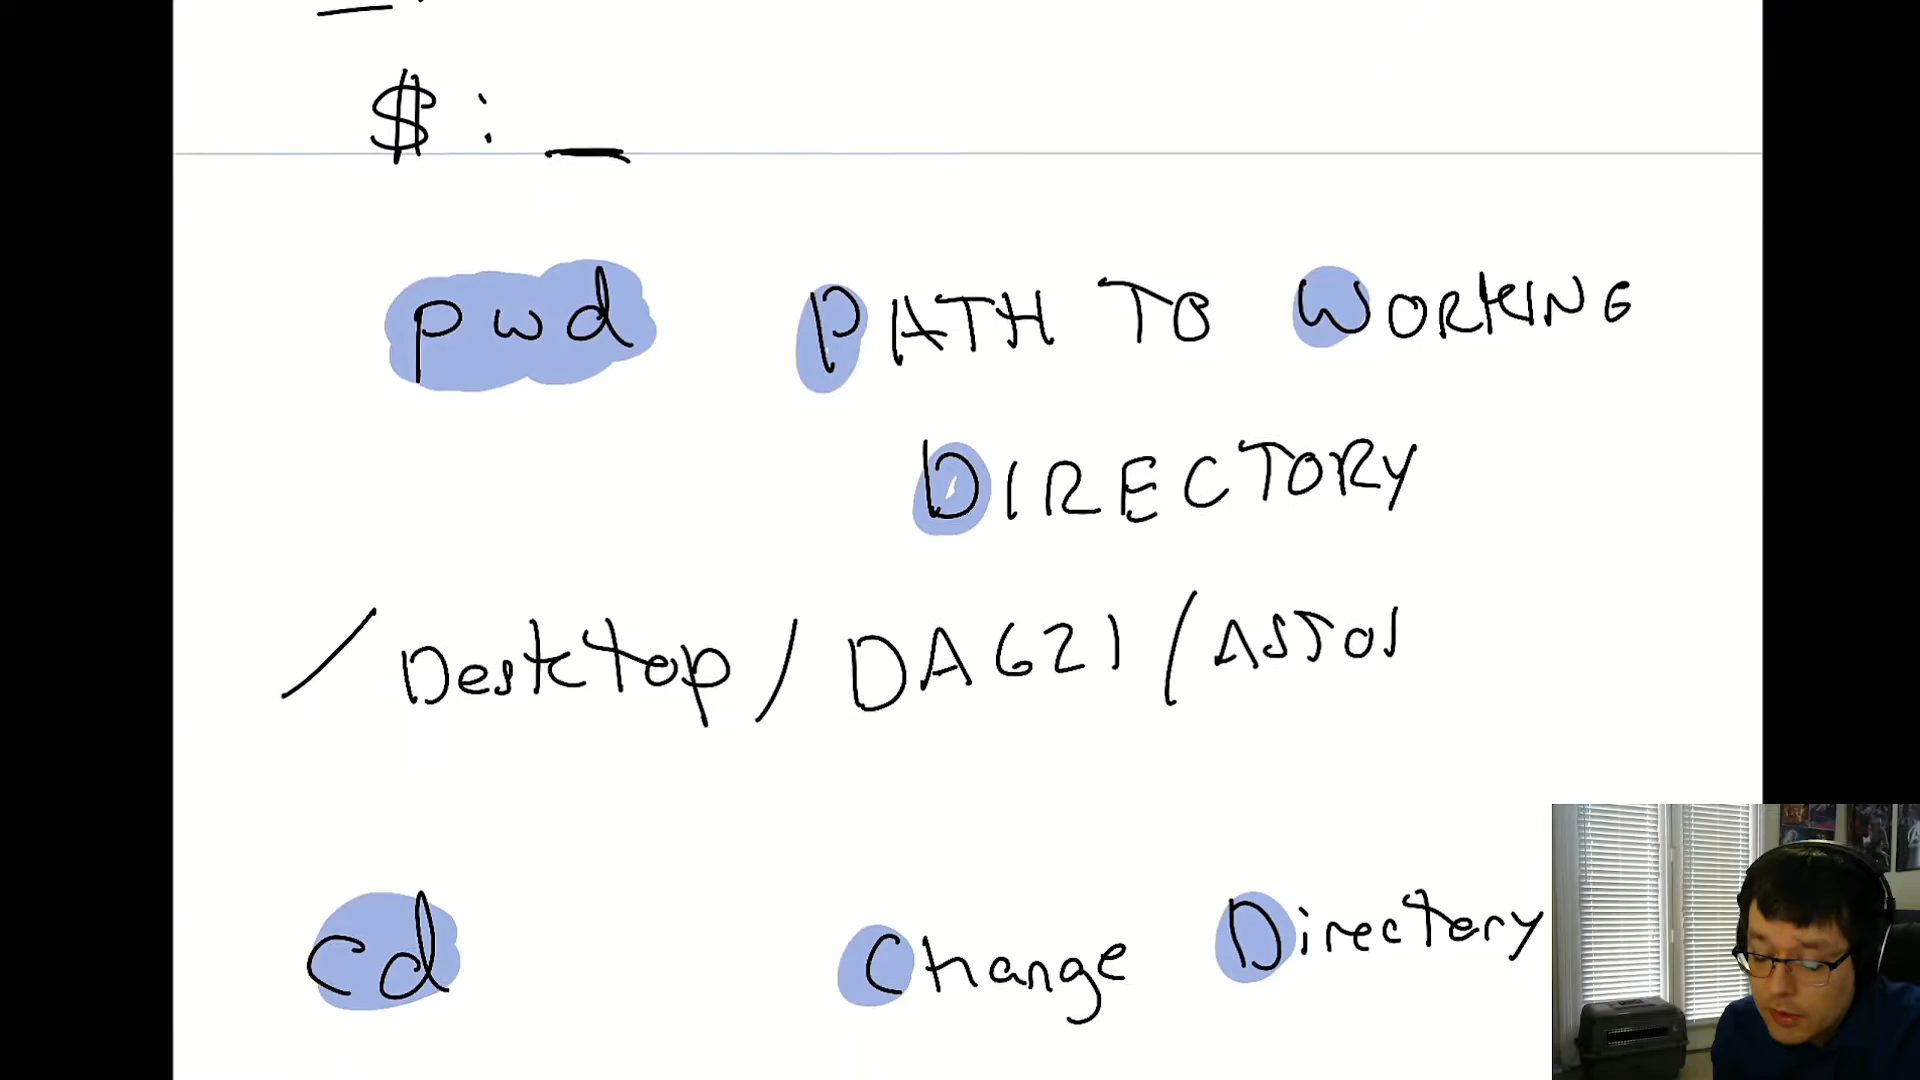 $ : _
pwd PATH TO WORKING
DIRECTORY
/Desktop/DA621/
cd Change Directory